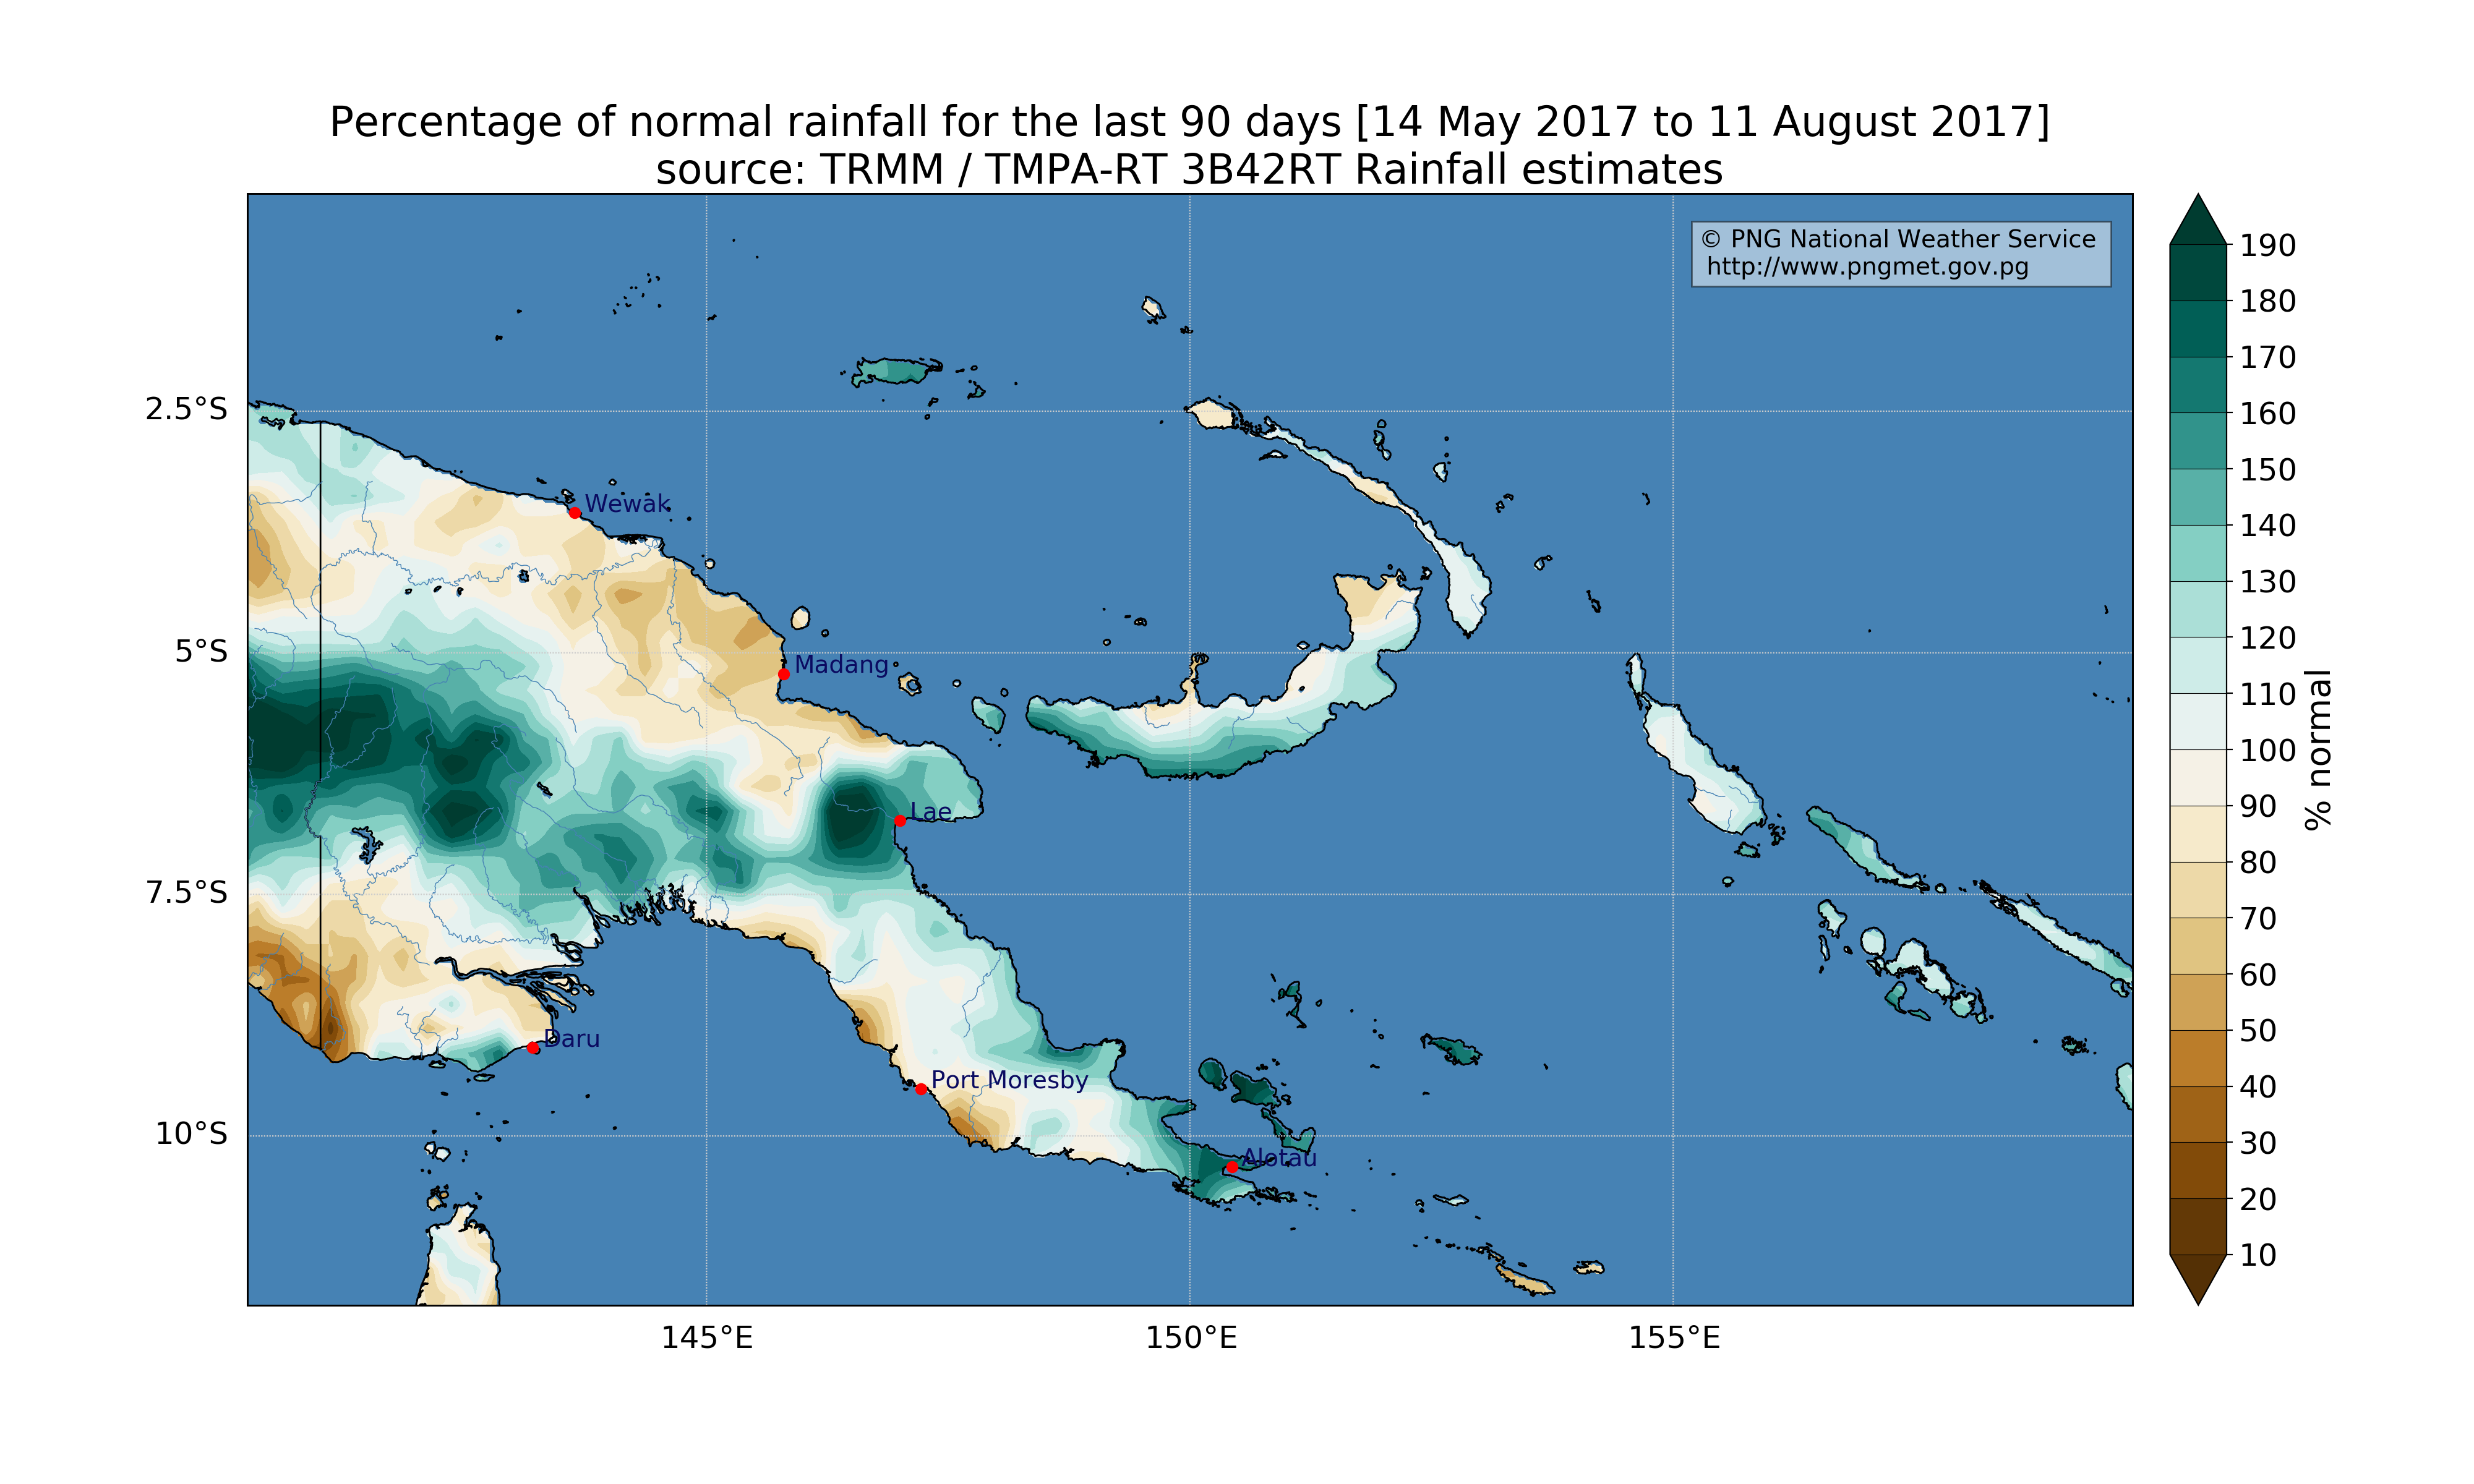 Percentage of normal rainfall for the last 90 days [14 May 2017 to 11 August 2017]
source: TRMM / TMPA-RT 3B42RT Rainfall estimates
© PNG National Weather Service
http://www.pngmet.gov.pg
190
180
170
160
150
140
130
120
110
100
90
80
70
60
50
40
30
20
10
% normal
2.5°S
5°S
7.5°S
10°S
Wewak
Madang
Lae
Daru
Port Moresby
Alotau
145°E
150°E
155°E